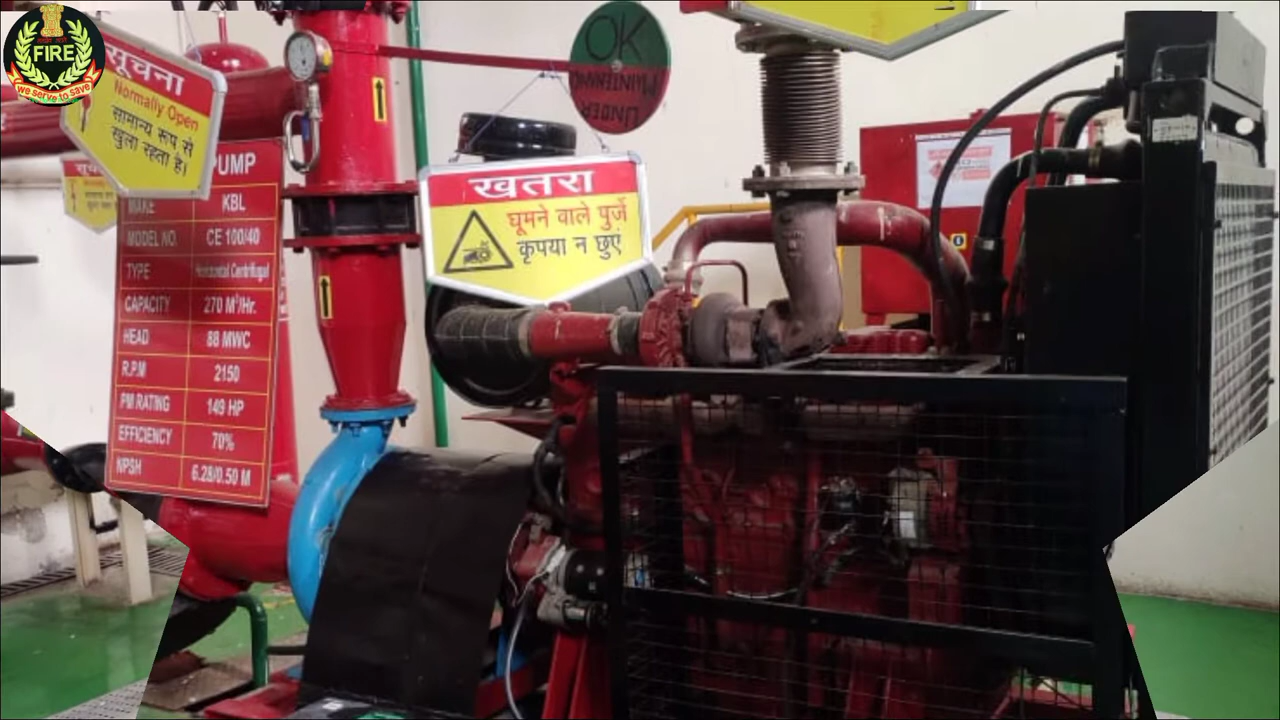 FIRE
we serve to save
सूचना
Normally Open
सामान्य रूप से
खुला रहता है।
PUMP
MAKE KBL
MODEL NO. CE 100/40
TYPE Horizontal Centrifugal
CAPACITY 270 M³/Hr.
HEAD 88 MWC
R.P.M 2150
PM RATING 149 HP
EFFICIENCY 70%
NPSH 6.28/0.50 M
OK
UNDER
MAINTENANCE
खतरा
घूमने वाले पुर्जे
कृपया न छुएं